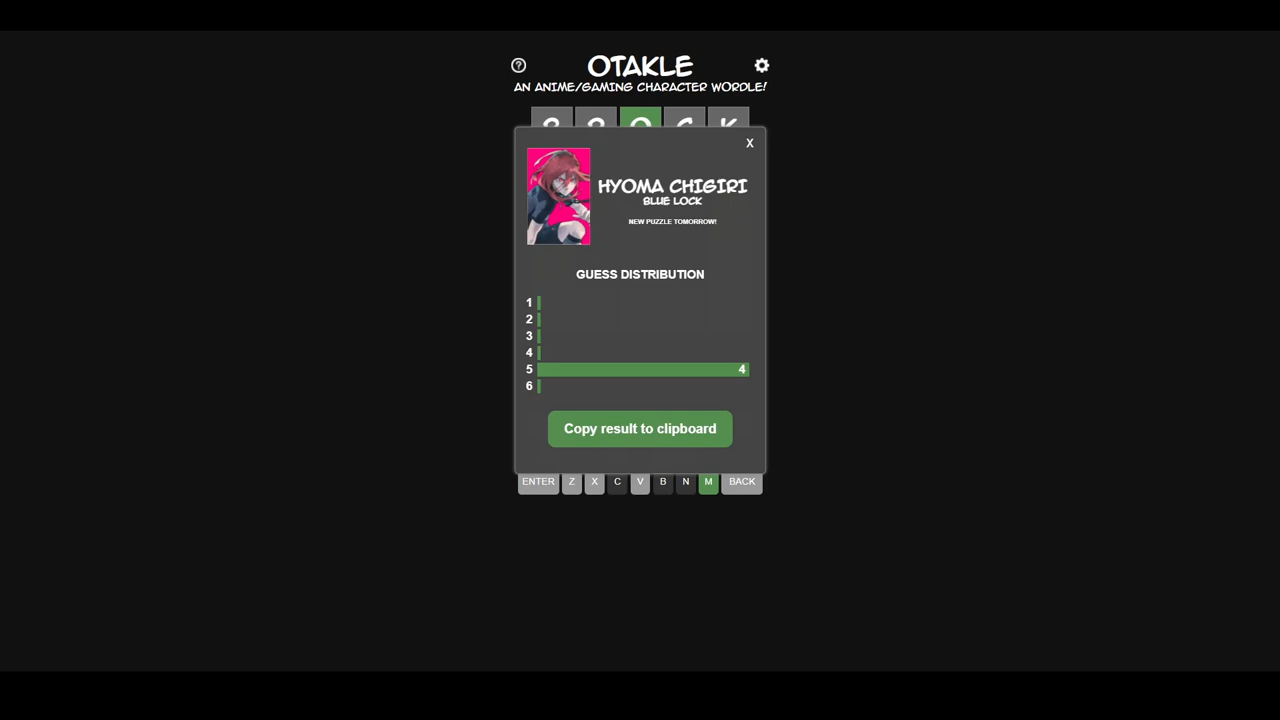 OTAKLE
AN ANIME/GAMING CHARACTER WORDLE!
X
HYOMA CHIGIRI
BLUE LOCK
NEW PUZZLE TOMORROW!
GUESS DISTRIBUTION
1
2
3
4
5 4
6
Copy result to clipboard
ENTER Z X C V B N M BACK